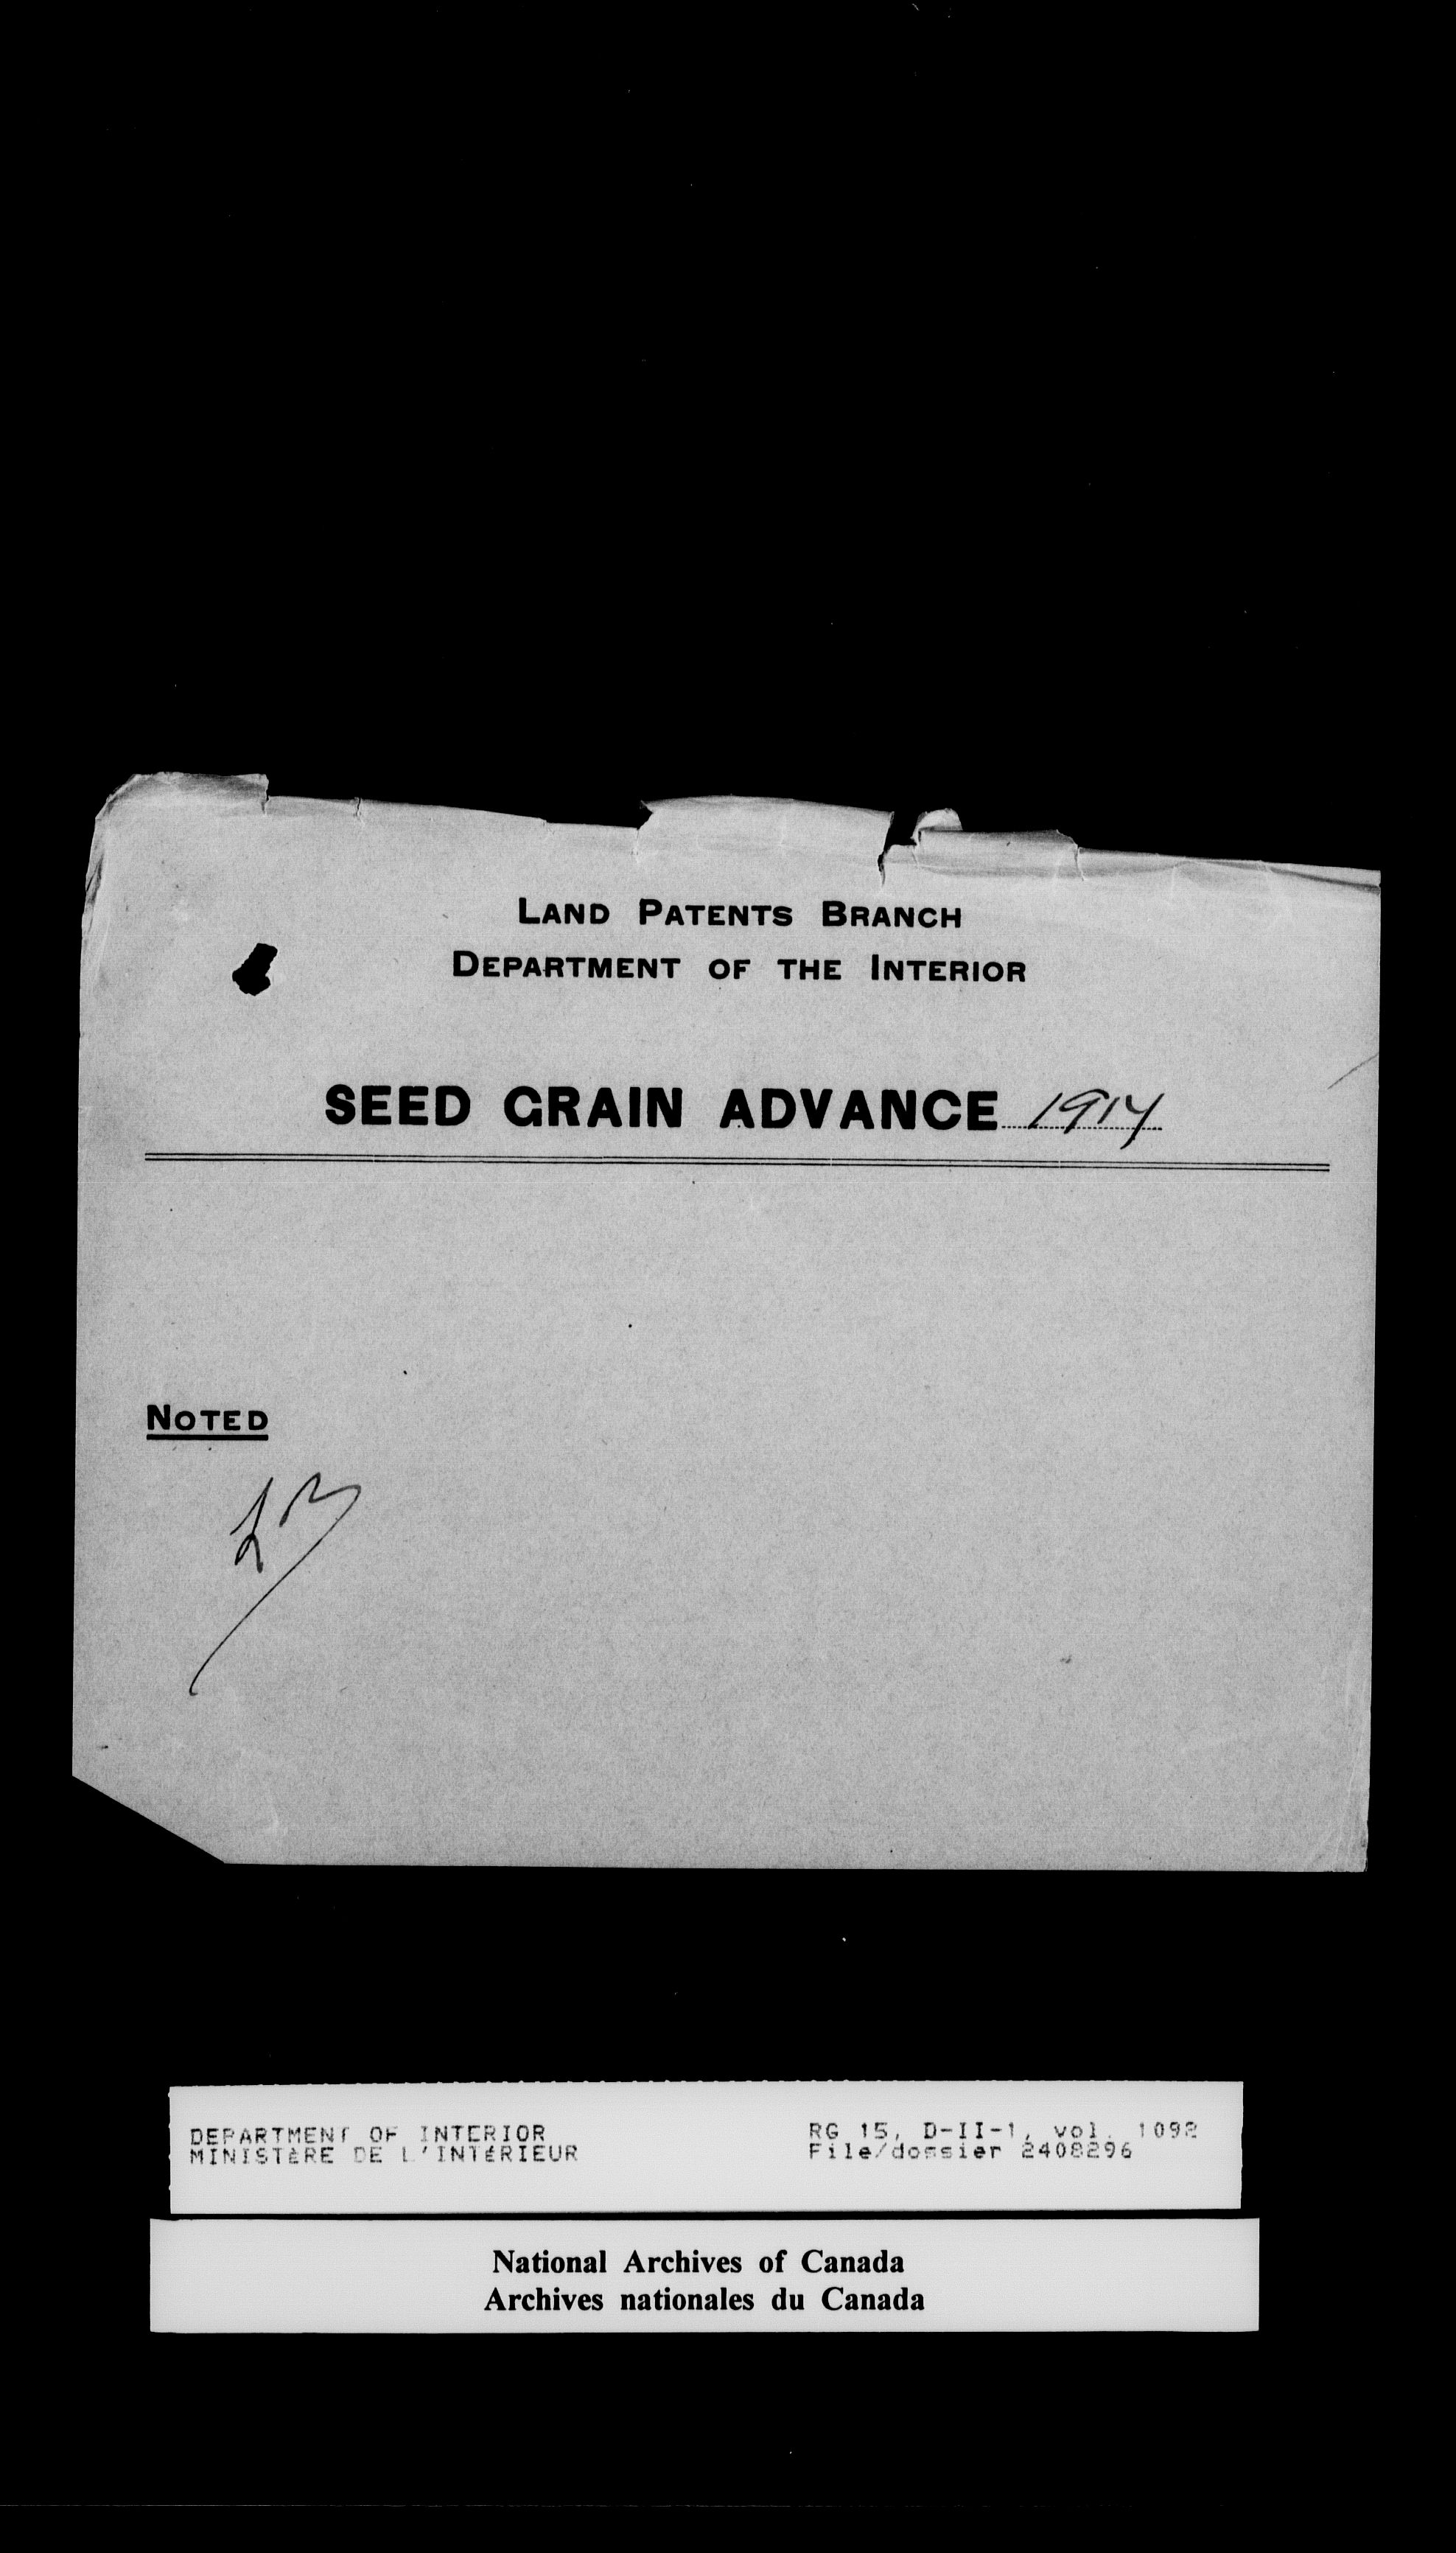 LAND PATENTS BRANCH
DEPARTMENT OF THE INTERIOR
SEED GRAIN ADVANCE 1914
NOTED
DEPARTMENT OF INTERIOR
MINISTÈRE DE L'INTÉRIEUR
RG 15, D-II-1, vol. 1092
File/dossier 2408296
National Archives of Canada
Archives nationales du Canada